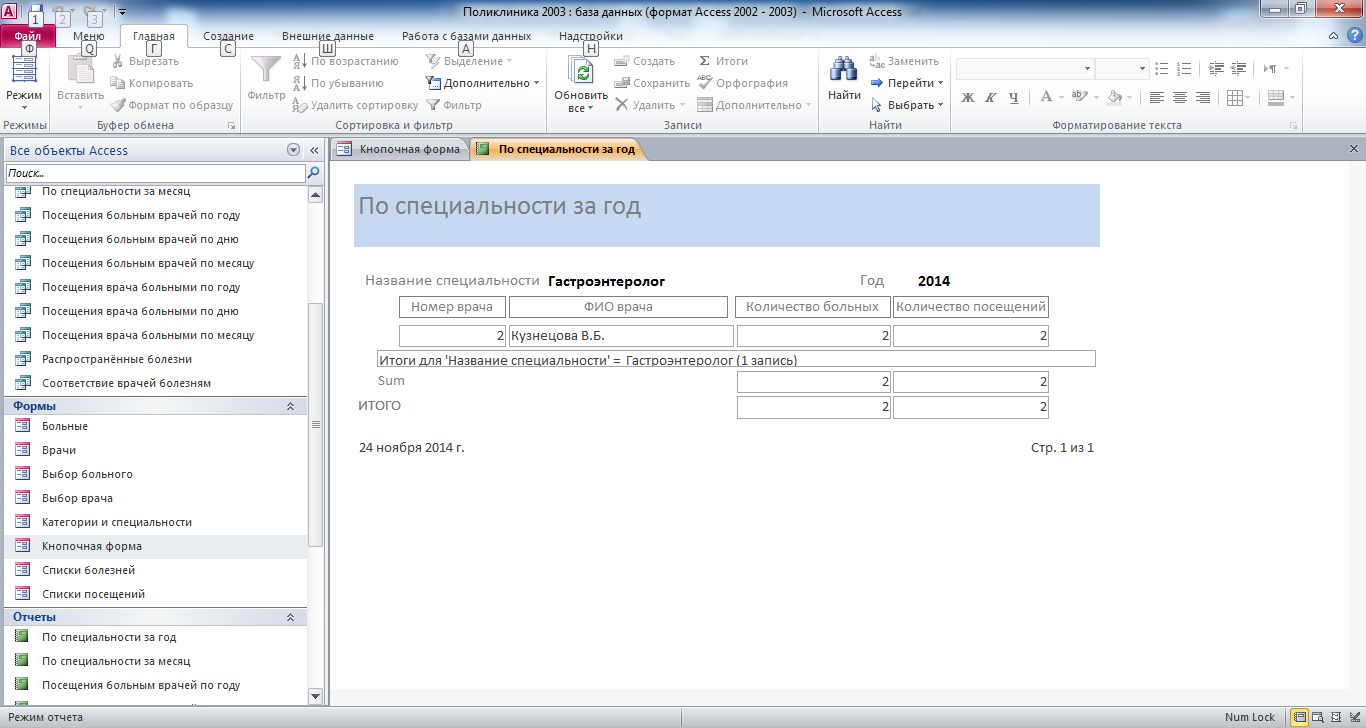 Поликлиника 2003 : база данных (формат Access 2002 - 2003) - Microsoft Access
1 2 3
Файл Меню Главная Создание Внешние данные Работа с базами данных Надстройки
Ф Q Г С Ш А Н
Режим
Режимы
Вставить
Вырезать
Копировать
Формат по образцу
Буфер обмена
Фильтр
По возрастанию
По убыванию
Удалить сортировку
Выделение
Дополнительно
Фильтр
Сортировка и фильтр
Обновить
все
Создать
Сохранить
Удалить
Итоги
Орфография
Дополнительно
Записи
Найти
Заменить
Перейти
Выбрать
Найти
Ж К Ч
Форматирование текста
Все объекты Access
Поиск...
По специальности за месяц
Посещения больным врачей по году
Посещения больным врачей по дню
Посещения больным врачей по месяцу
Посещения врача больными по году
Посещения врача больными по дню
Посещения врача больными по месяцу
Распространённые болезни
Соответствие врачей болезням
Формы
Больные
Врачи
Выбор больного
Выбор врача
Категории и специальности
Кнопочная форма
Списки болезней
Списки посещений
Отчеты
По специальности за год
По специальности за месяц
Посещения больным врачей по году
Кнопочная форма По специальности за год
По специальности за год
Название специальности Гастроэнтеролог Год 2014
Номер врача ФИО врача Количество больных Количество посещений
2 Кузнецова В.Б. 2 2
Итоги для 'Название специальности' = Гастроэнтеролог (1 запись)
Sum 2 2
ИТОГО 2 2
24 ноября 2014 г. Стр. 1 из 1
Режим отчета Num Lock